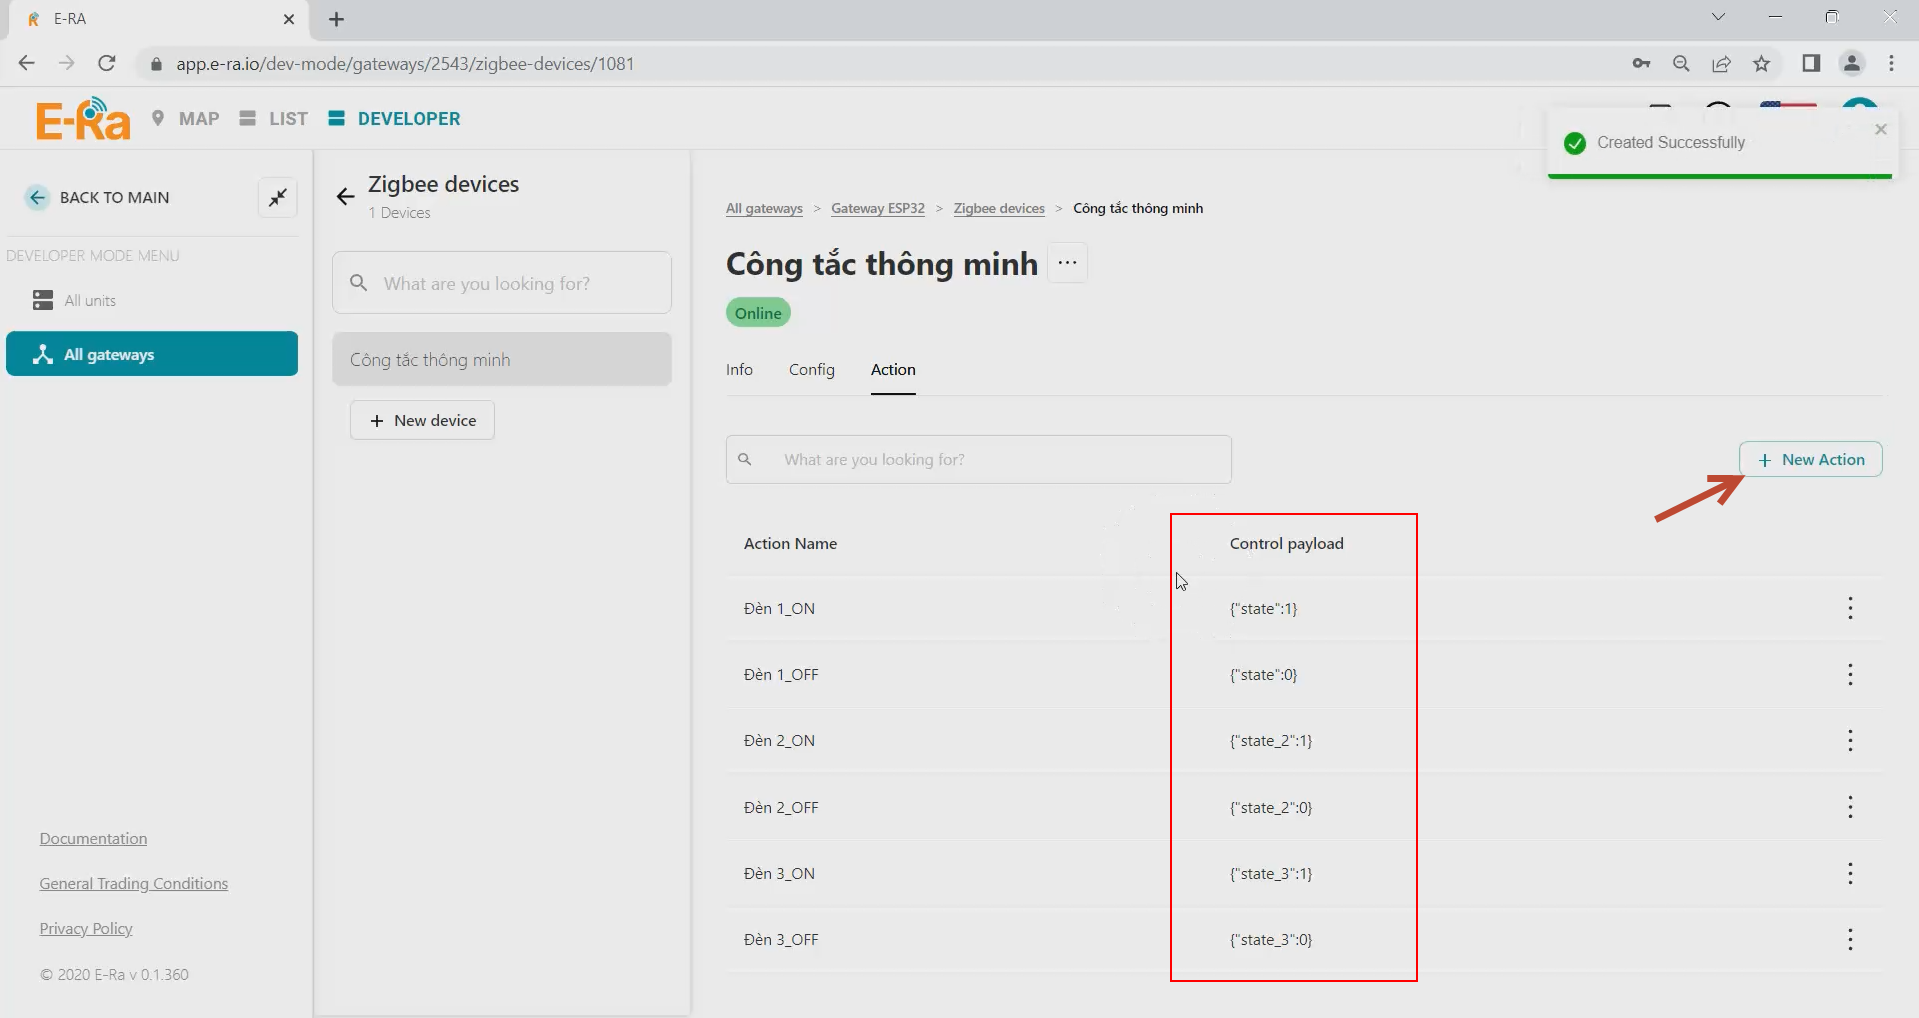 E-RA
app.e-ra.io/dev-mode/gateways/2543/zigbee-devices/1081
E-Ra
MAP
LIST
DEVELOPER
Created Successfully
BACK TO MAIN
DEVELOPER MODE MENU
All units
All gateways
Documentation
General Trading Conditions
Privacy Policy
© 2020 E-Ra v 0.1.360
Zigbee devices
1 Devices
What are you looking for?
Công tắc thông minh
+ New device
All gateways > Gateway ESP32 > Zigbee devices > Công tắc thông minh
Công tắc thông minh
Online
Info Config Action
What are you looking for?
+ New Action
Action Name Control payload
Đèn 1_ON {"state":1}
Đèn 1_OFF {"state":0}
Đèn 2_ON {"state_2":1}
Đèn 2_OFF {"state_2":0}
Đèn 3_ON {"state_3":1}
Đèn 3_OFF {"state_3":0}